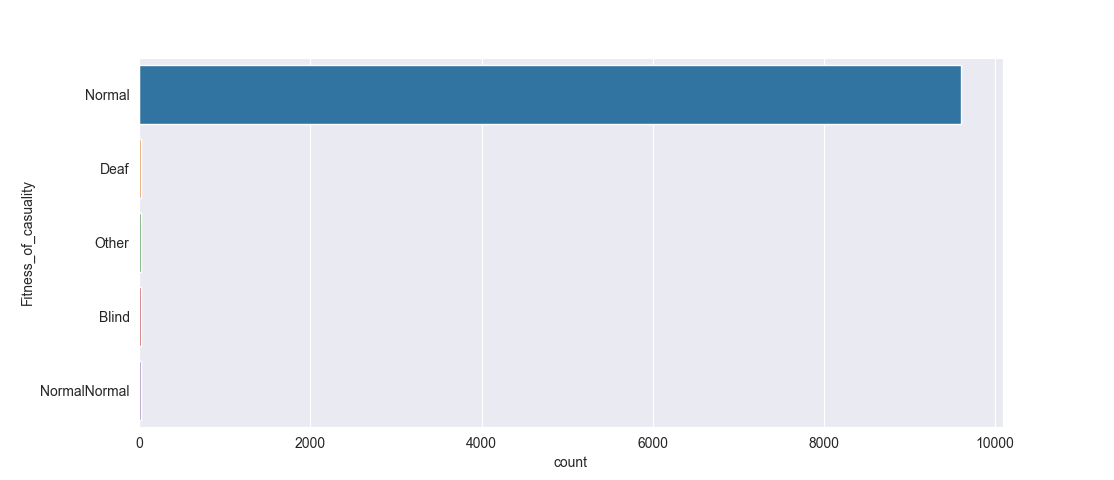 Normal
Deaf
Other
Blind
NormalNormal
Fitness_of_casuality
0 2000 4000 6000 8000 10000
count